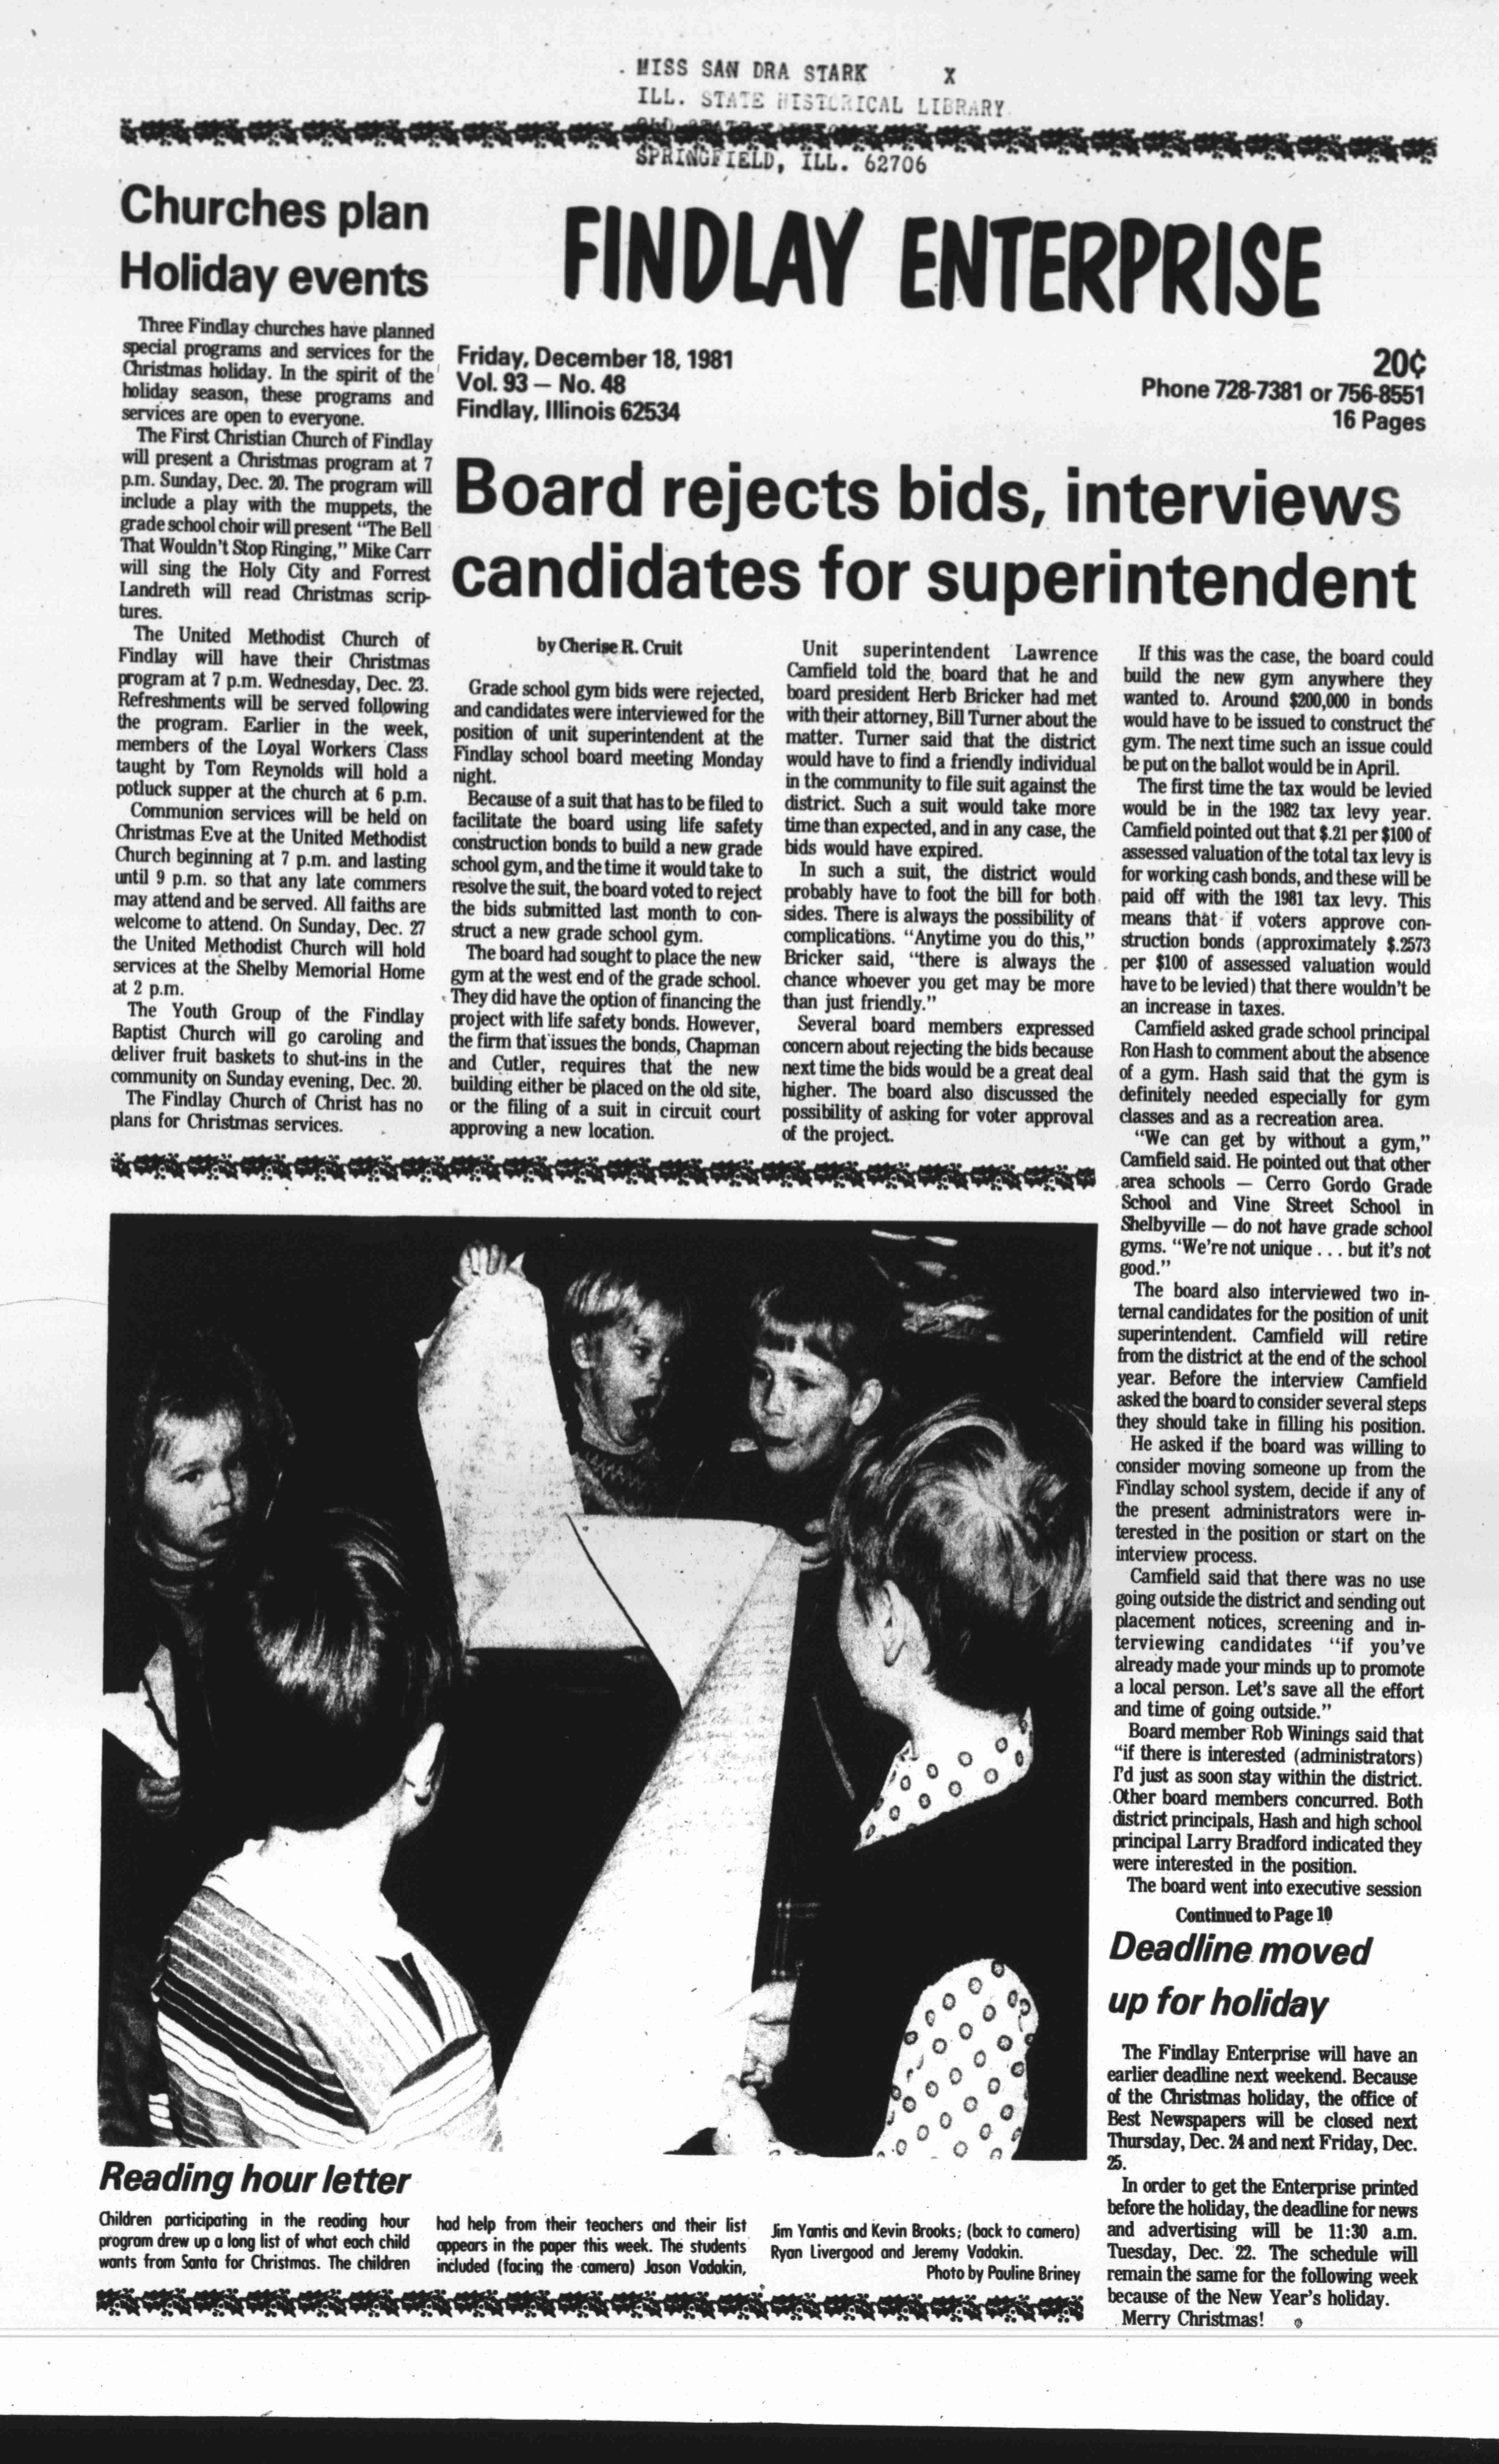 MISS SAN DRA STARK X
ILL. STATE HISTORICAL LIBRARY
SPRINGFIELD, ILL. 62706
Churches plan
Holiday events
Three Findlay churches have planned
special programs and services for the
Christmas holiday. In the spirit of the
holiday season, these programs and
services are open to everyone.
The First Christian Church of Findlay
will present a Christmas program at 7
p.m. Sunday, Dec. 20. The program will
include a play with the muppets, the
grade school choir will present “The Bell
That Wouldn’t Stop Ringing,” Mike Carr
will sing the Holy City and Forrest
Landreth will read Christmas scrip-
tures.
The United Methodist Church of
Findlay will have their Christmas
program at 7 p.m. Wednesday, Dec. 23.
Refreshments will be served following
the program. Earlier in the week,
members of the Loyal Workers Class
taught by Tom Reynolds will hold a
potluck supper at the church at 6 p.m.
Communion services will be held on
Christmas Eve at the United Methodist
Church beginning at 7 p.m. and lasting
until 9 p.m. so that any late commers
may attend and be served. All faiths are
welcome to attend. On Sunday, Dec. 27
the United Methodist Church will hold
services at the Shelby Memorial Home
at 2 p.m.
The Youth Group of the Findlay
Baptist Church will go caroling and
deliver fruit baskets to shut-ins in the
community on Sunday evening, Dec. 20.
The Findlay Church of Christ has no
plans for Christmas services.
FINDLAY ENTERPRISE
Friday, December 18, 1981
Vol. 93 — No. 48
Findlay, Illinois 62534
20¢
Phone 728-7381 or 756-8551
16 Pages
Board rejects bids, interviews
candidates for superintendent
by Cherise R. Cruit
Grade school gym bids were rejected,
and candidates were interviewed for the
position of unit superintendent at the
Findlay school board meeting Monday
night.
Because of a suit that has to be filed to
facilitate the board using life safety
construction bonds to build a new grade
school gym, and the time it would take to
resolve the suit, the board voted to reject
the bids submitted last month to con-
struct a new grade school gym.
The board had sought to place the new
gym at the west end of the grade school.
They did have the option of financing the
project with life safety bonds. However,
the firm that issues the bonds, Chapman
and Cutler, requires that the new
building either be placed on the old site,
or the filing of a suit in circuit court
approving a new location.
Unit superintendent Lawrence
Camfield told the board that he and
board president Herb Bricker had met
with their attorney, Bill Turner about the
matter. Turner said that the district
would have to find a friendly individual
in the community to file suit against the
district. Such a suit would take more
time than expected, and in any case, the
bids would have expired.
In such a suit, the district would
probably have to foot the bill for both
sides. There is always the possibility of
complications. “Anytime you do this,”
Bricker said, “there is always the
chance whoever you get may be more
than just friendly.”
Several board members expressed
concern about rejecting the bids because
next time the bids would be a great deal
higher. The board also discussed the
possibility of asking for voter approval
of the project.
If this was the case, the board could
build the new gym anywhere they
wanted to. Around $200,000 in bonds
would have to be issued to construct the
gym. The next time such an issue could
be put on the ballot would be in April.
The first time the tax would be levied
would be in the 1982 tax levy year.
Camfield pointed out that $.21 per $100 of
assessed valuation of the total tax levy is
for working cash bonds, and these will be
paid off with the 1981 tax levy. This
means that if voters approve con-
struction bonds (approximately $.2573
per $100 of assessed valuation would
have to be levied) that there wouldn’t be
an increase in taxes.
Camfield asked grade school principal
Ron Hash to comment about the absence
of a gym. Hash said that the gym is
definitely needed especially for gym
classes and as a recreation area.
“We can get by without a gym,”
Camfield said. He pointed out that other
area schools — Cerro Gordo Grade
School and Vine Street School in
Shelbyville — do not have grade school
gyms. “We’re not unique . . . but it’s not
good.”
The board also interviewed two in-
ternal candidates for the position of unit
superintendent. Camfield will retire
from the district at the end of the school
year. Before the interview Camfield
asked the board to consider several steps
they should take in filling his position.
He asked if the board was willing to
consider moving someone up from the
Findlay school system, decide if any of
the present administrators were in-
terested in the position or start on the
interview process.
Camfield said that there was no use
going outside the district and sending out
placement notices, screening and in-
terviewing candidates “if you’ve
already made your minds up to promote
a local person. Let’s save all the effort
and time of going outside.”
Board member Rob Winings said that
“if there is interested (administrators)
I’d just as soon stay within the district.
Other board members concurred. Both
district principals, Hash and high school
principal Larry Bradford indicated they
were interested in the position.
The board went into executive session
Continued to Page 10
Deadline moved
up for holiday
The Findlay Enterprise will have an
earlier deadline next weekend. Because
of the Christmas holiday, the office of
Best Newspapers will be closed next
Thursday, Dec. 24 and next Friday, Dec.
25.
In order to get the Enterprise printed
before the holiday, the deadline for news
and advertising will be 11:30 a.m.
Tuesday, Dec. 22. The schedule will
remain the same for the following week
because of the New Year’s holiday.
Merry Christmas!
Reading hour letter
Children participating in the reading hour
program drew up a long list of what each child
wants from Santa for Christmas. The children
had help from their teachers and their list
appears in the paper this week. The students
included (facing the camera) Jason Vadakin,
Jim Yantis and Kevin Brooks; (back to camera)
Ryan Livergood and Jeremy Vadakin.
Photo by Pauline Briney